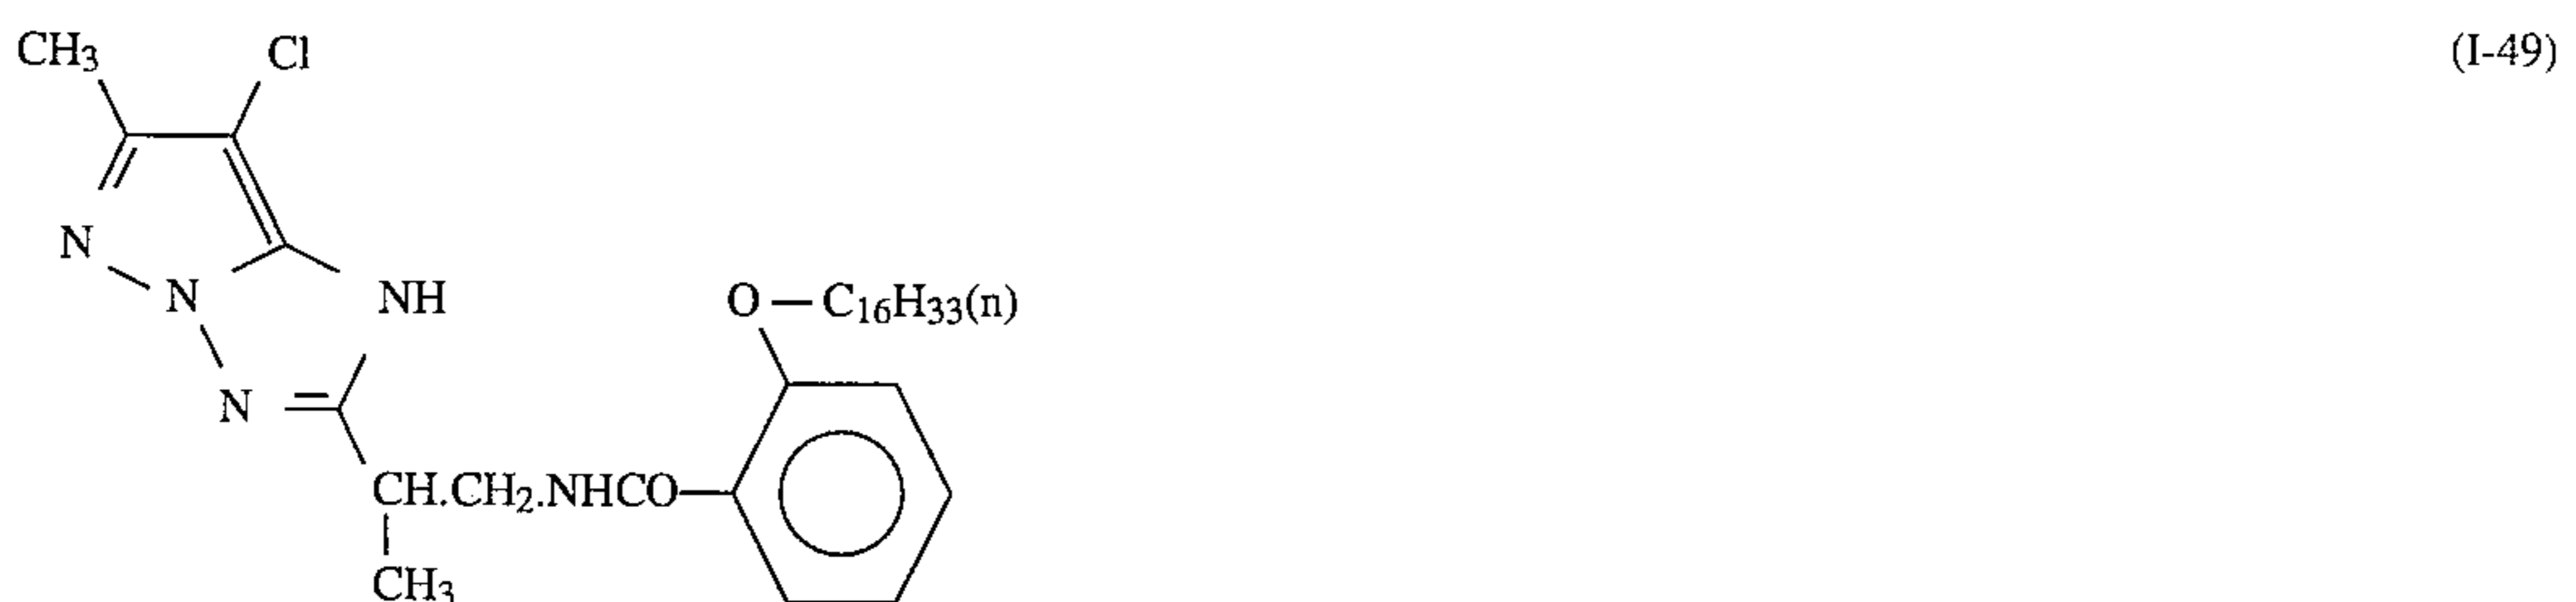 CH₃ Cl (I-49)
N
N NH O—C₁₆H₃₃(n)
N
CH.CH₂.NHCO
CH₃